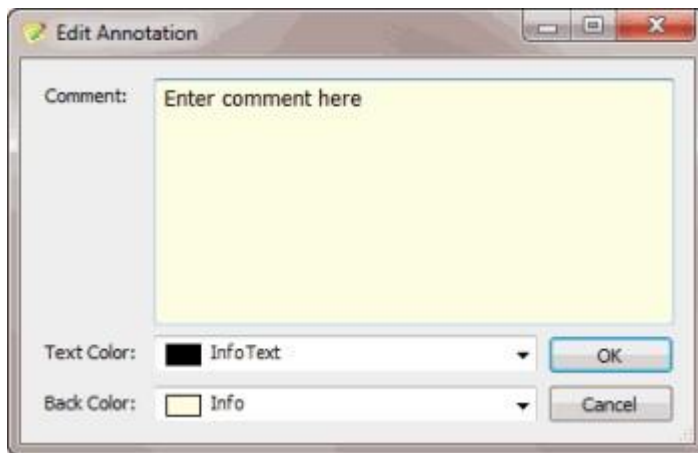 Edit Annotation
Comment:
Enter comment here
Text Color:
InfoText
OK
Back Color:
Info
Cancel